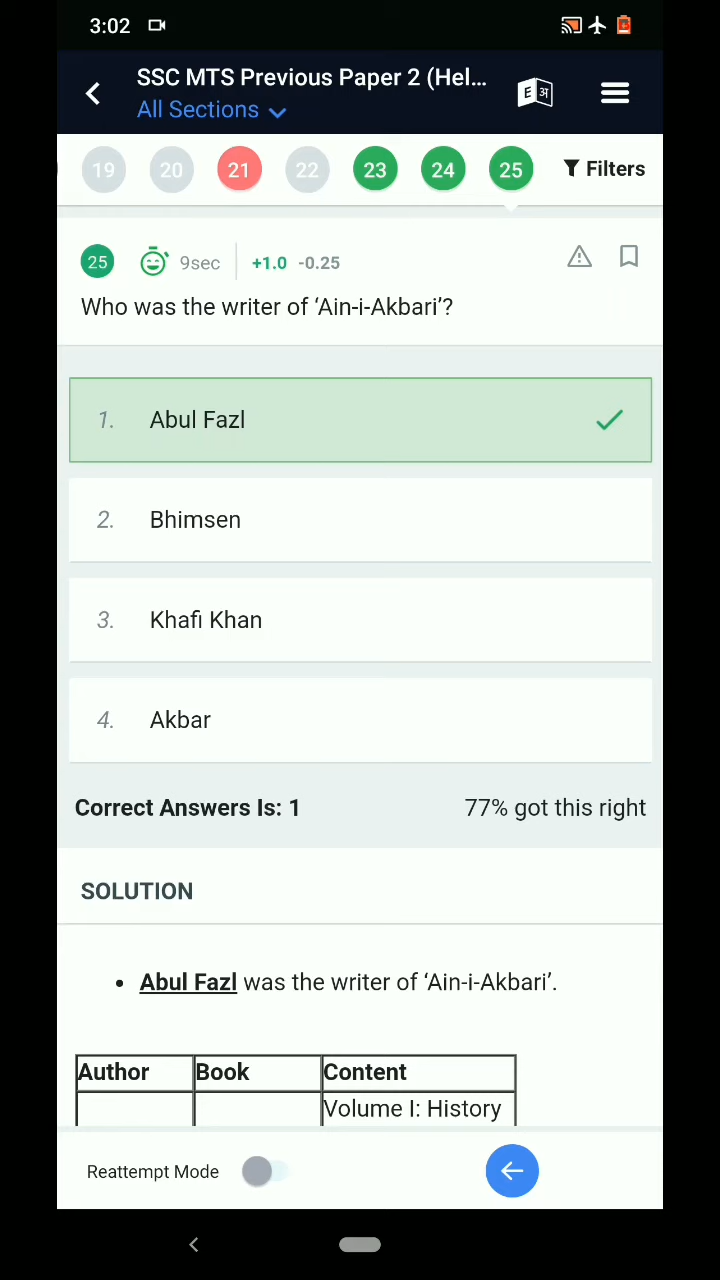 3:02
SSC MTS Previous Paper 2 (Hel...
E अ
All Sections
19 20 21 22 23 24 25 Filters
25 9sec +1.0 -0.25
Who was the writer of ‘Ain-i-Akbari’?
1. Abul Fazl
2. Bhimsen
3. Khafi Khan
4. Akbar
Correct Answers Is: 1 77% got this right
SOLUTION
• Abul Fazl was the writer of ‘Ain-i-Akbari’.
Author Book Content
Volume I: History
Reattempt Mode